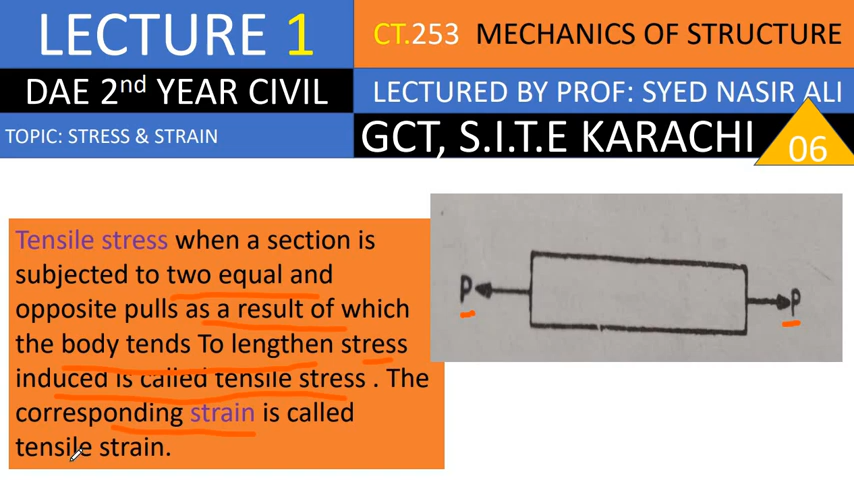 LECTURE 1
CT.253 MECHANICS OF STRUCTURE
DAE 2nd YEAR CIVIL
LECTURED BY PROF: SYED NASIR ALI
TOPIC: STRESS & STRAIN
GCT, S.I.T.E KARACHI
06
Tensile stress when a section is
subjected to two equal and
opposite pulls as a result of which
the body tends To lengthen stress
induced is called tensile stress . The
corresponding strain is called
tensile strain.
P
P